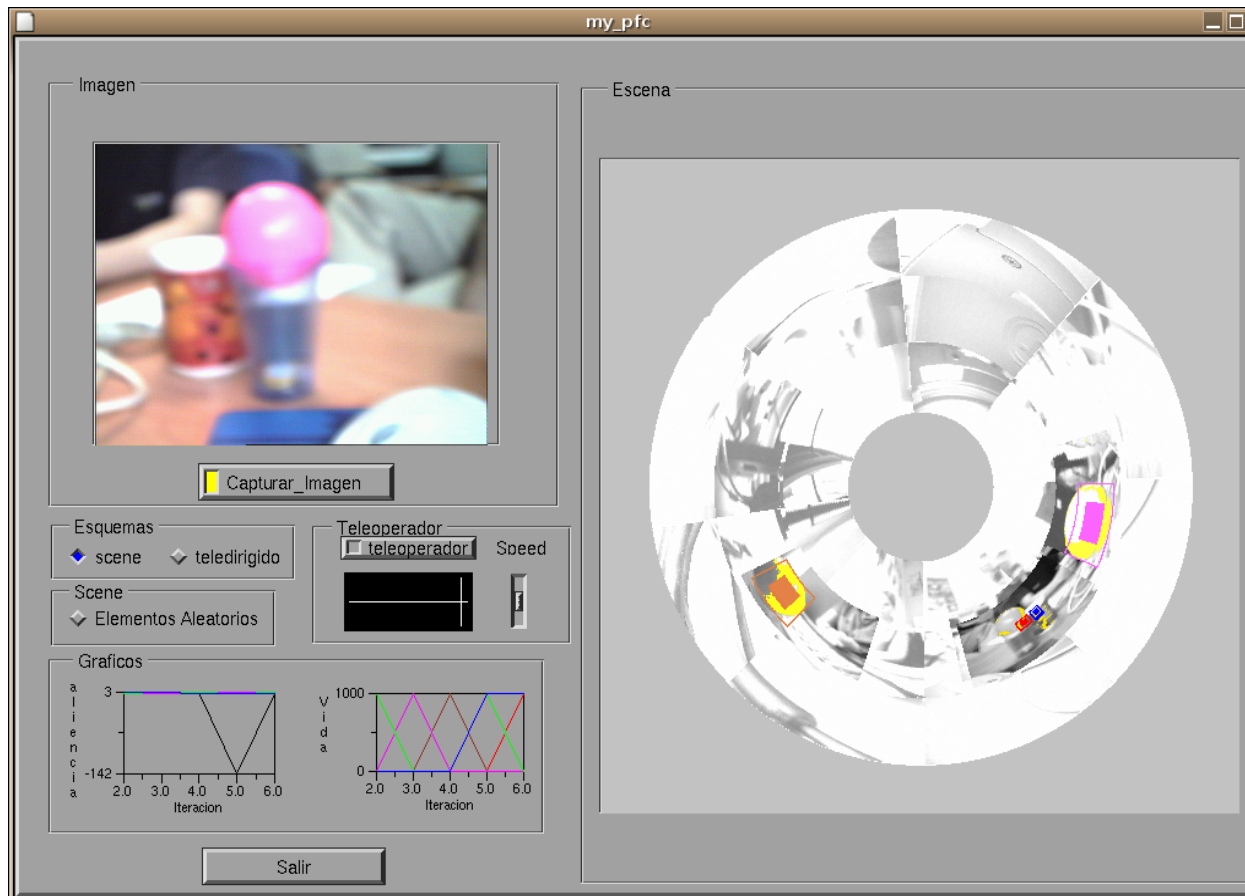 my_pfc
Imagen
Escena
Capturar_Imagen
Esquemas
scene
teledirigido
Scene
Elementos Aleatorios
Teleoperador
teleoperador
Speed
Graficos
aliencia
3
-142
2.0 3.0 4.0 5.0 6.0
Iteracion
Vida
1000
0
2.0 3.0 4.0 5.0 6.0
Iteracion
Salir